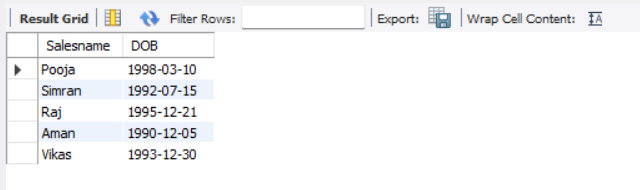 Result Grid Filter Rows: Export: Wrap Cell Content: IA
Salesname DOB
Pooja 1998-03-10
Simran 1992-07-15
Raj 1995-12-21
Aman 1990-12-05
Vikas 1993-12-30